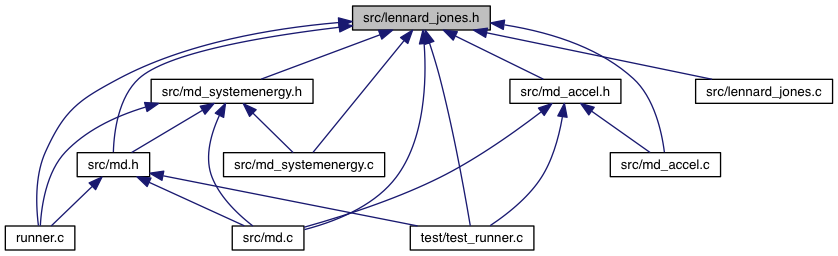 src/lennard_jones.h
src/md_systemenergy.h
src/md_accel.h
src/lennard_jones.c
src/md.h
src/md_systemenergy.c
src/md_accel.c
runner.c
src/md.c
test/test_runner.c